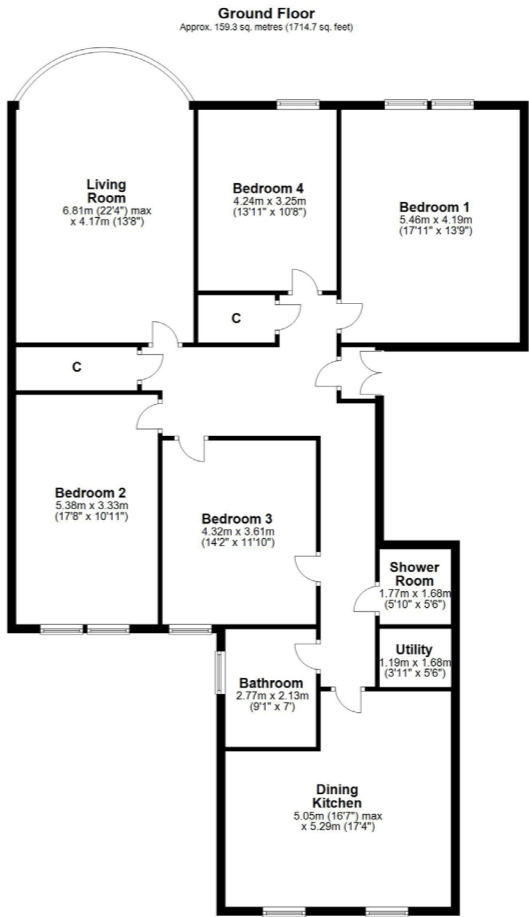 Ground Floor
Approx. 159.3 sq. metres (1714.7 sq. feet)
Living
Room
6.81m (22'4") max
x 4.17m (13'8")
Bedroom 4
4.24m x 3.25m
(13'11" x 10'8")
Bedroom 1
5.46m x 4.19m
(17'11" x 13'9")
C
C
Bedroom 2
5.38m x 3.33m
(17'8" x 10'11")
Bedroom 3
4.32m x 3.61m
(14'2" x 11'10")
Shower
Room
1.77m x 1.68m
(5'10" x 5'6")
Utility
1.19m x 1.68m
(3'11" x 5'6")
Bathroom
2.77m x 2.13m
(9'1" x 7')
Dining
Kitchen
5.05m (16'7") max
x 5.29m (17'4")